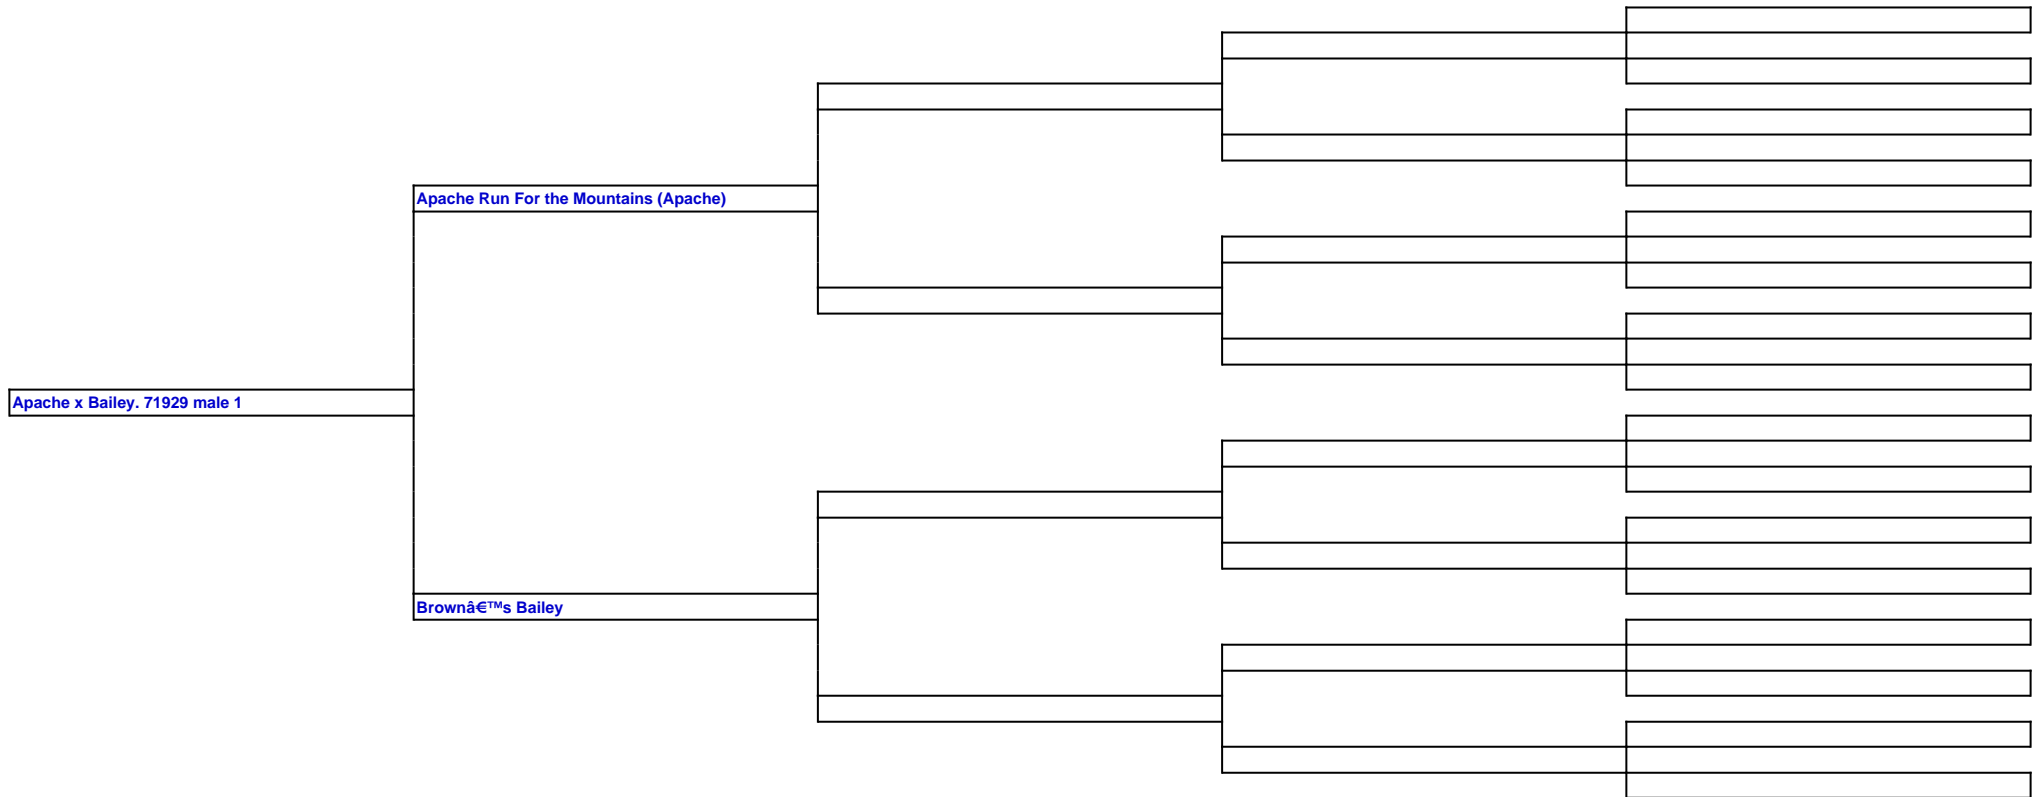 Apache Run For the Mountains (Apache)
Apache x Bailey. 71929 male 1
Brownâ€™s Bailey